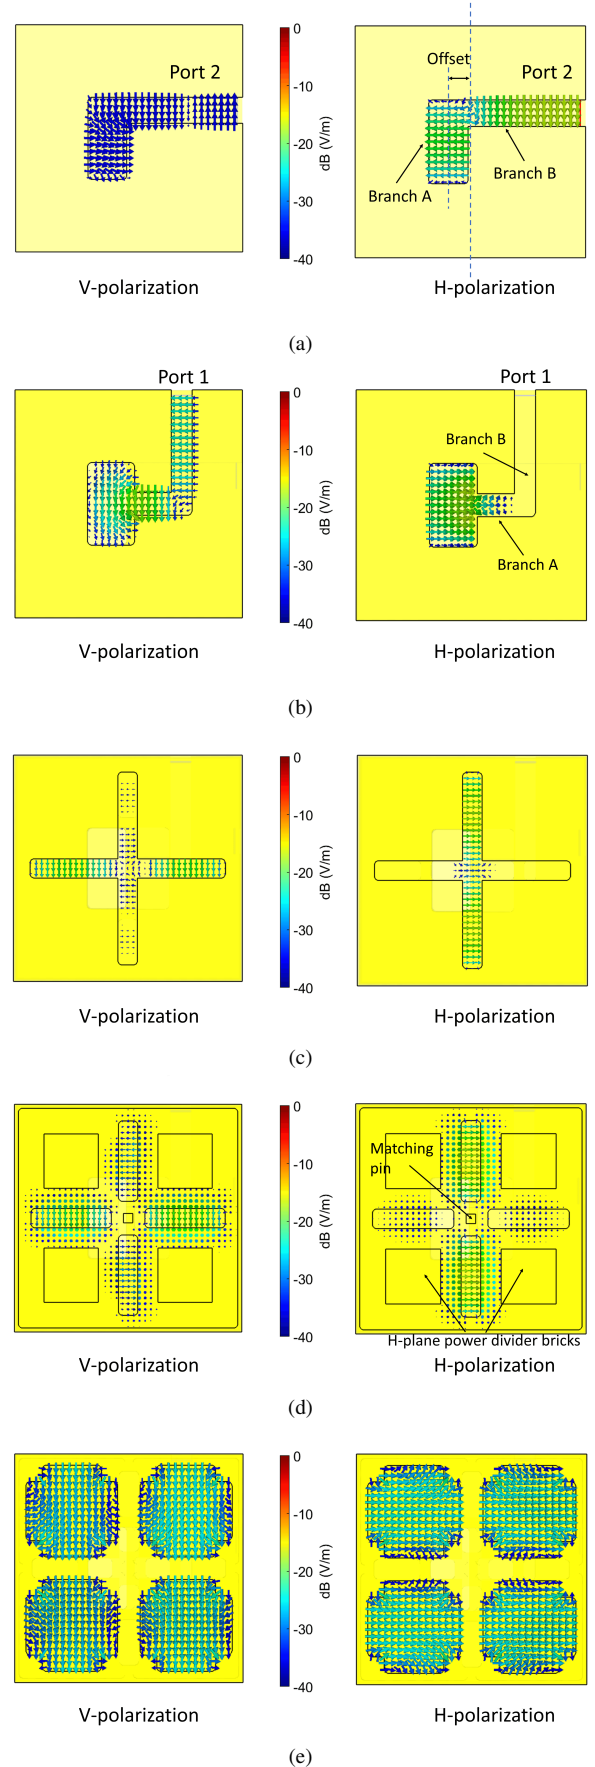 Port 2
0
-10
-20
-30
-40
dB (V/m)
Offset
Port 2
Branch A
Branch B
V-polarization
H-polarization
(a)
Port 1
0
-10
-20
-30
-40
dB (V/m)
Port 1
Branch B
Branch A
V-polarization
H-polarization
(b)
0
-10
-20
-30
-40
dB (V/m)
V-polarization
H-polarization
(c)
0
-10
-20
-30
-40
dB (V/m)
Matching
pin
H-plane power divider bricks
V-polarization
H-polarization
(d)
0
-10
-20
-30
-40
dB (V/m)
V-polarization
H-polarization
(e)